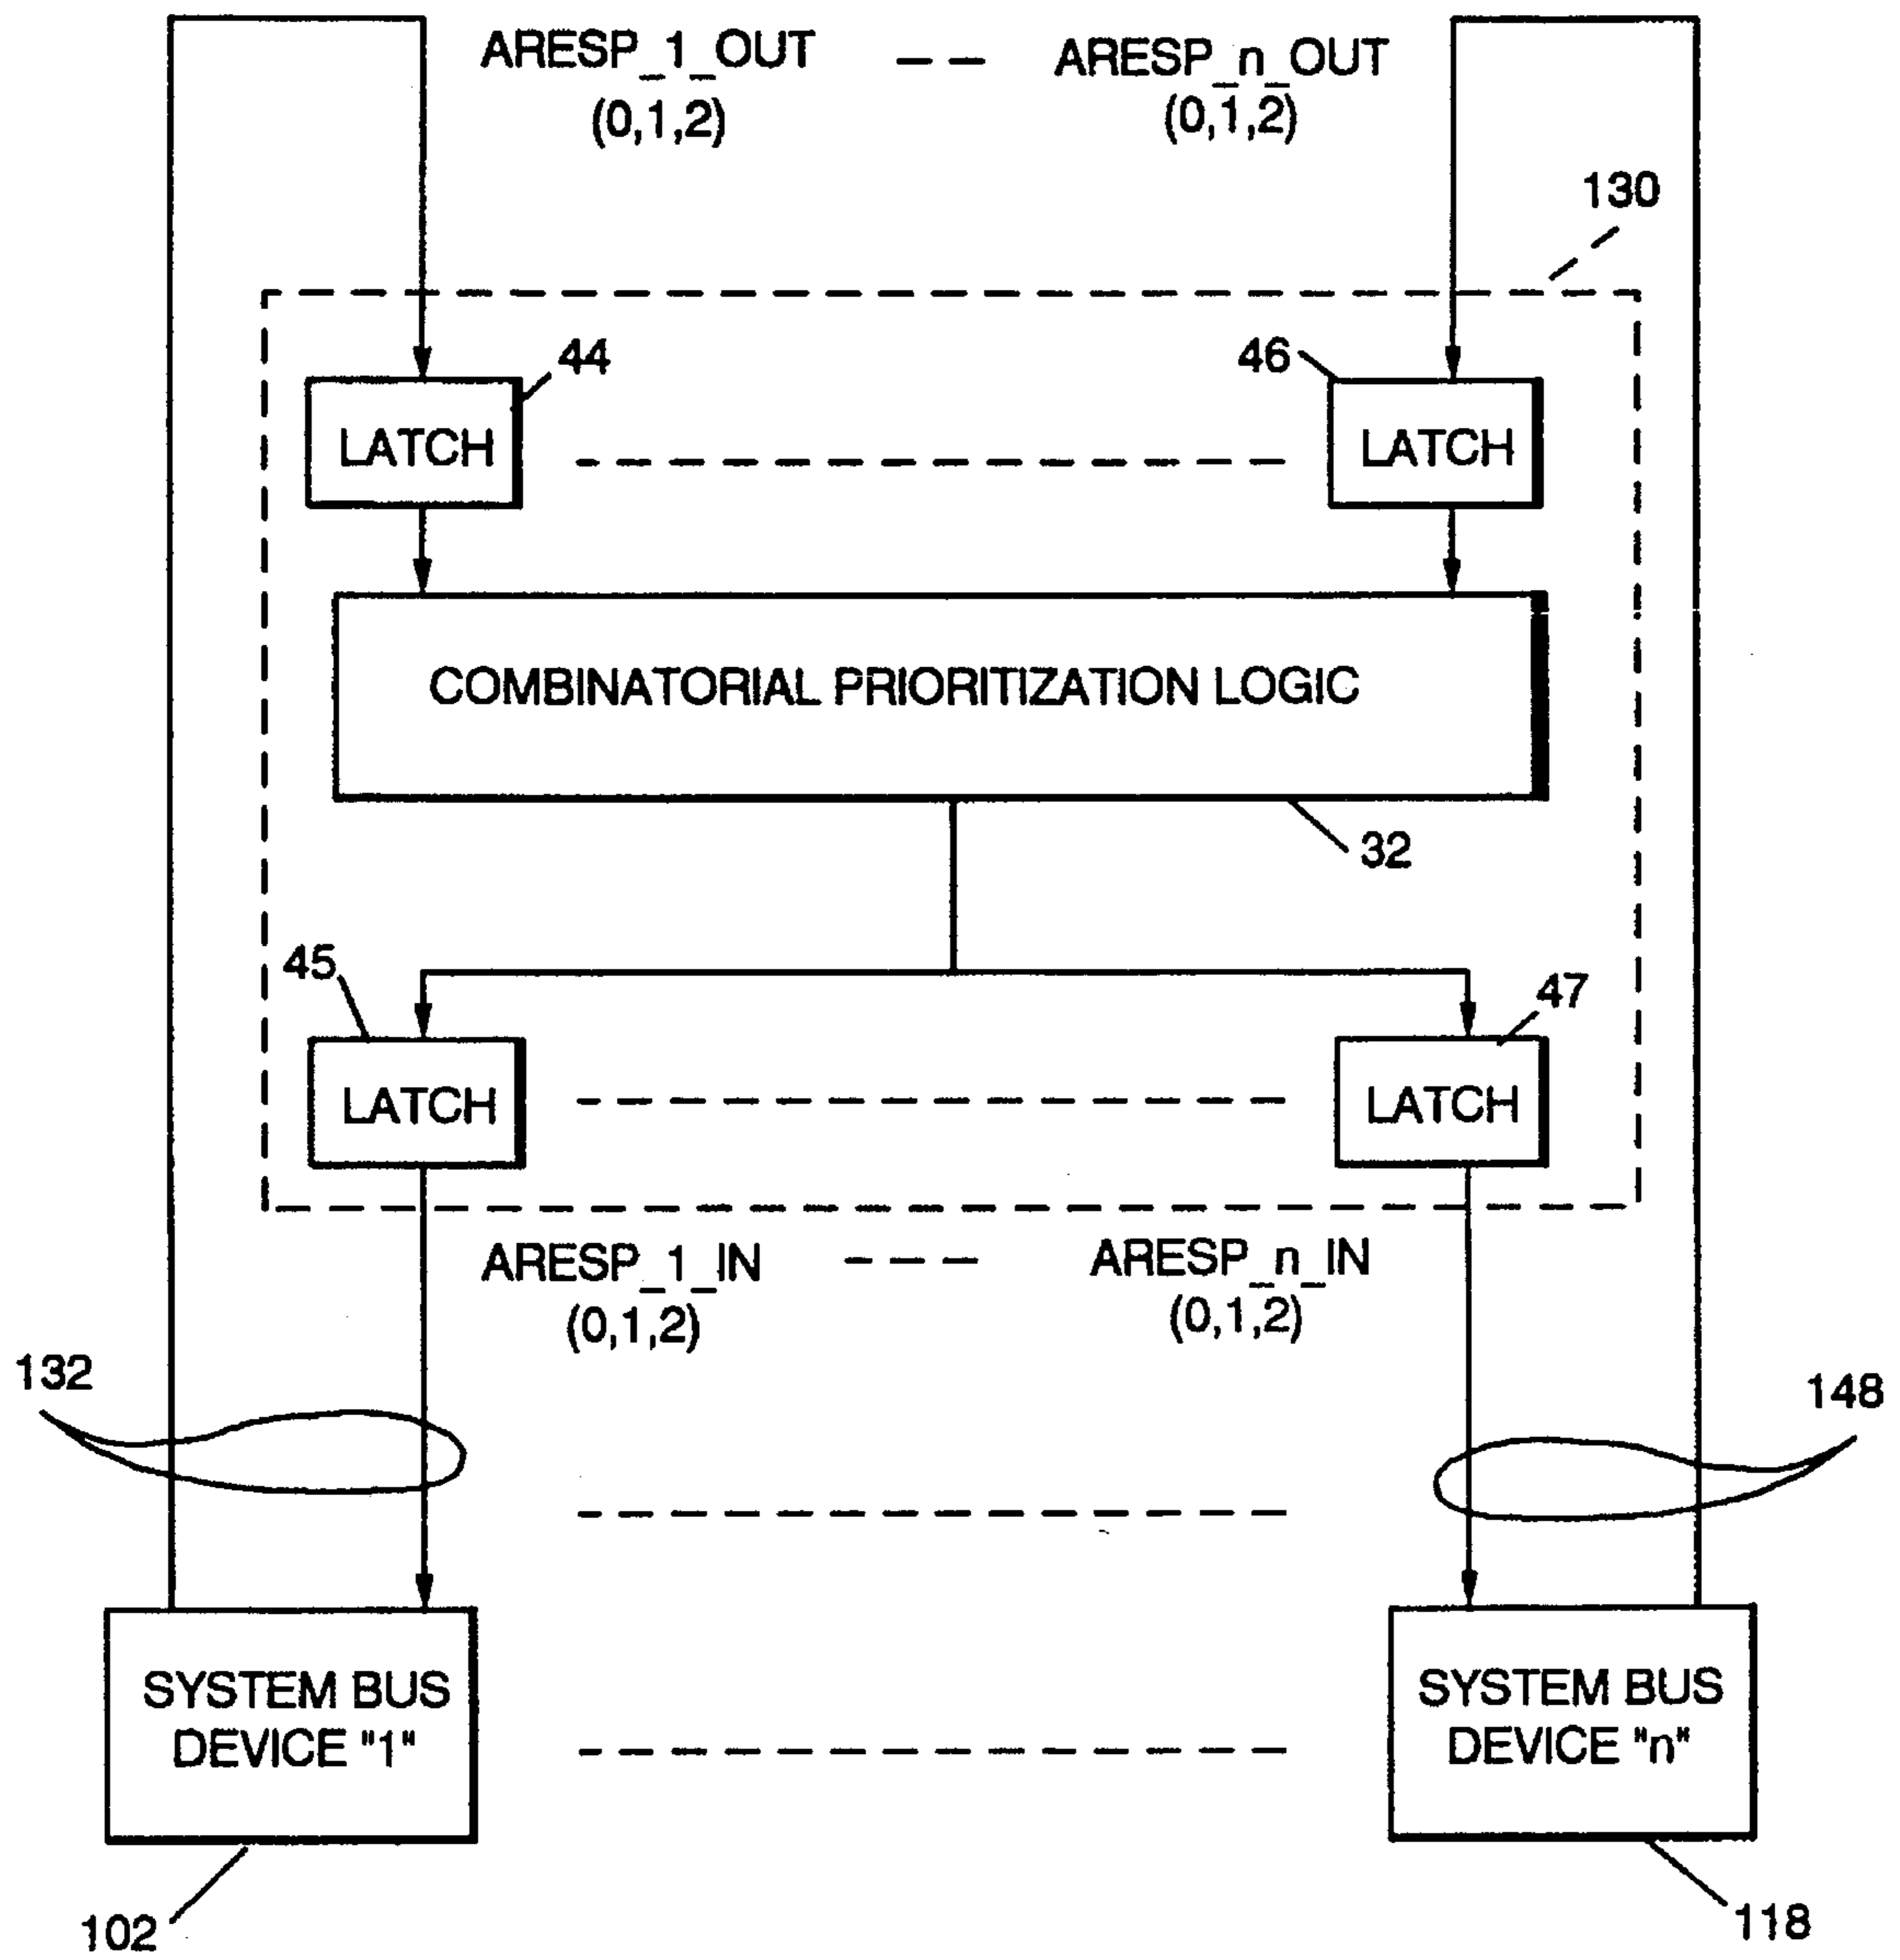 ARESP_1_OUT
(0,1,2)
ARESP_n_OUT
(0,1,2)
130
44
46
LATCH
LATCH
COMBINATORIAL PRIORITIZATION LOGIC
32
45
47
LATCH
LATCH
ARESP_1_IN
(0,1,2)
ARESP_n_IN
(0,1,2)
132
148
SYSTEM BUS
DEVICE "1"
SYSTEM BUS
DEVICE "n"
102
118